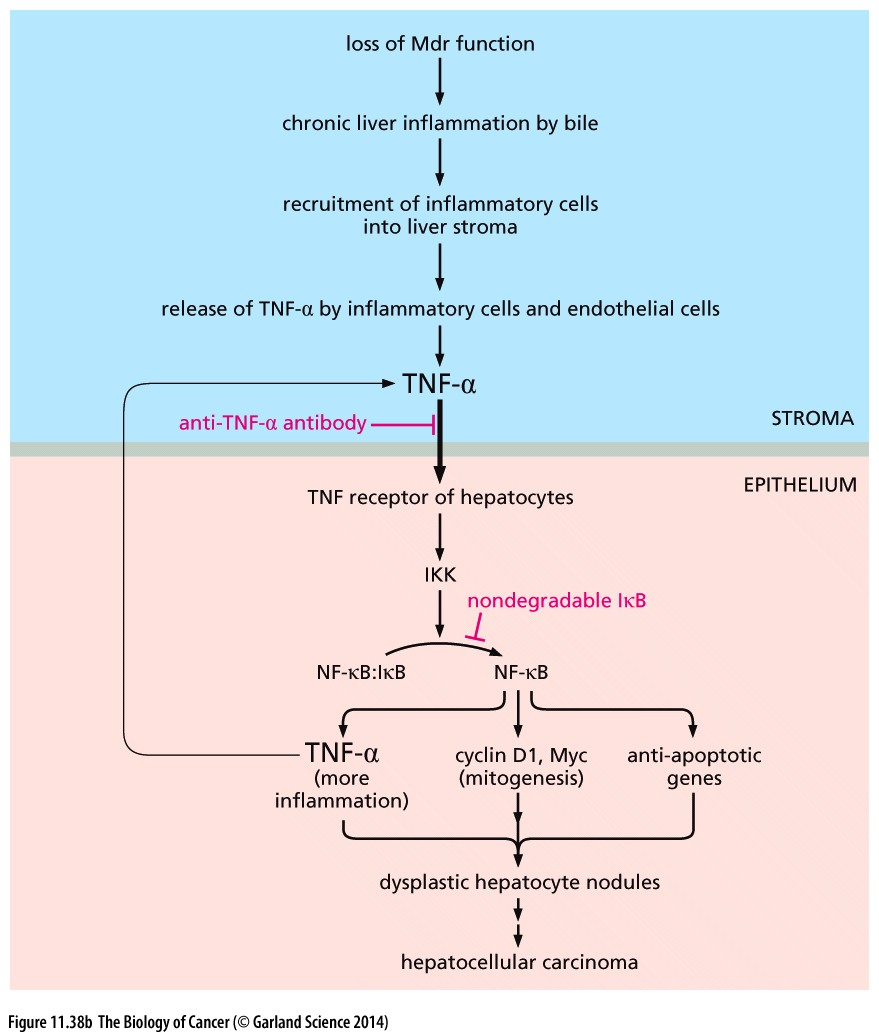 loss of Mdr function
chronic liver inflammation by bile
recruitment of inflammatory cells
into liver stroma
release of TNF-α by inflammatory cells and endothelial cells
TNF-α
anti-TNF-α antibody
STROMA
EPITHELIUM
TNF receptor of hepatocytes
IKK
nondegradable IκB
NF-κB:IκB
NF-κB
TNF-α
(more
inflammation)
cyclin D1, Myc
(mitogenesis)
anti-apoptotic
genes
dysplastic hepatocyte nodules
hepatocellular carcinoma
Figure 11.38b The Biology of Cancer (© Garland Science 2014)